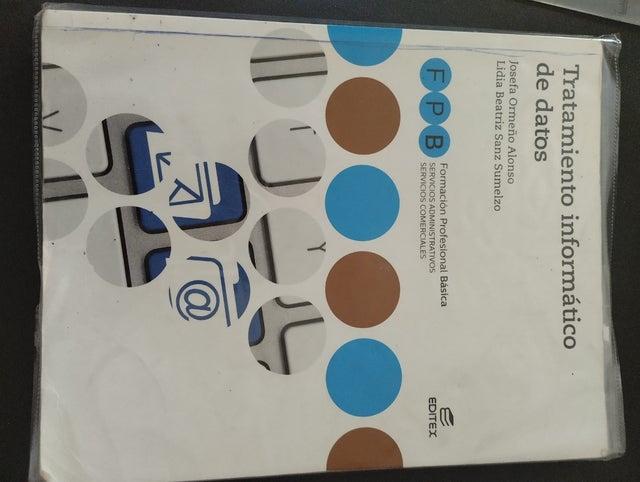 Tratamiento informático
de datos
Josefa Ormeño Alonso
Lidia Beatriz Sanz Sumelzo
FPB
Formación Profesional Básica
SERVICIOS ADMINISTRATIVOS
SERVICIOS COMERCIALES
Y
@
EDITEX